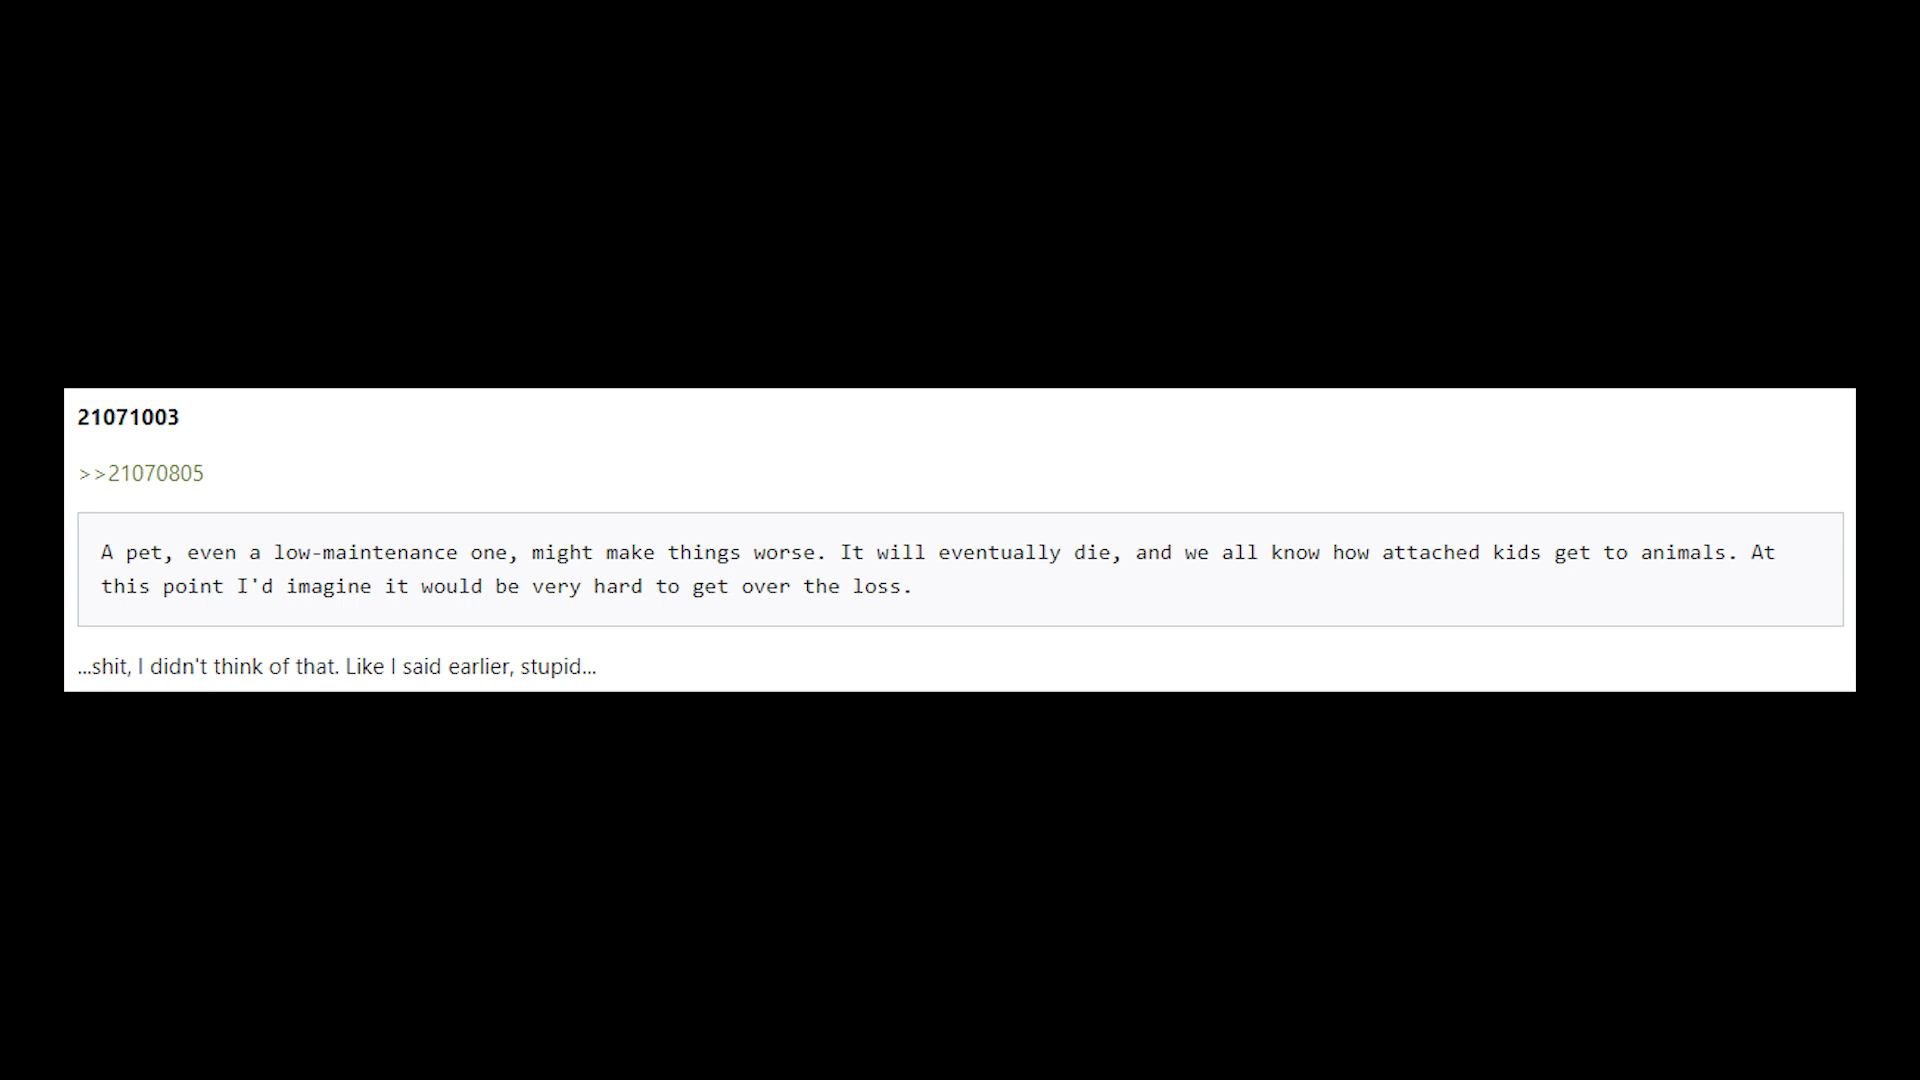 21071003
>>21070805
A pet, even a low-maintenance one, might make things worse. It will eventually die, and we all know how attached kids get to animals. At
this point I'd imagine it would be very hard to get over the loss.
...shit, I didn't think of that. Like I said earlier, stupid...